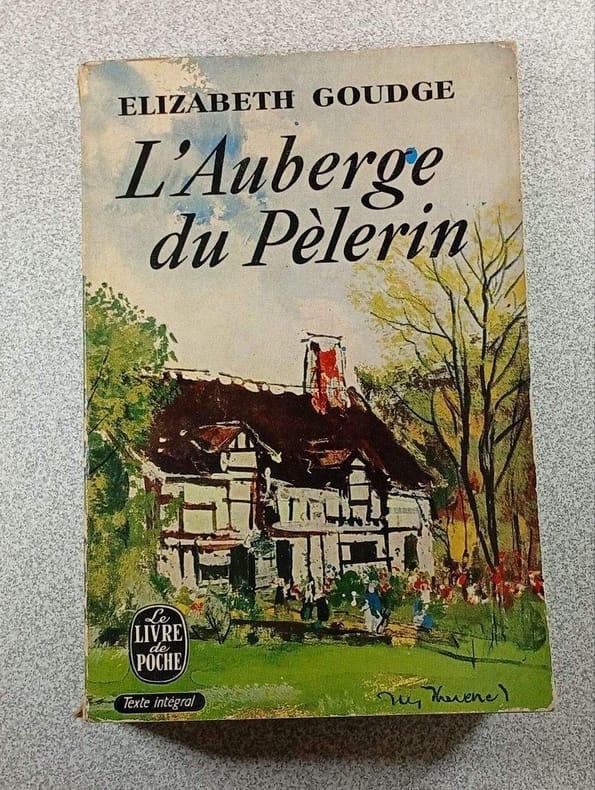 ELIZABETH GOUDGE
L'Auberge
du Pèlerin
Le
LIVRE
de
POCHE
Texte intégral